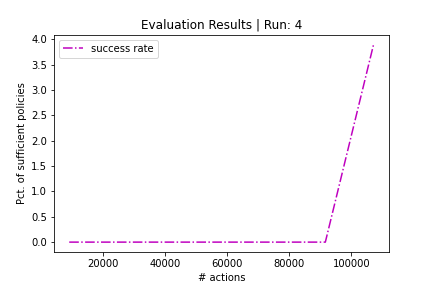 Evaluation Results | Run: 4
success rate
Pct. of sufficient policies
4.0
3.5
3.0
2.5
2.0
1.5
1.0
0.5
0.0
20000 40000 60000 80000 100000
# actions